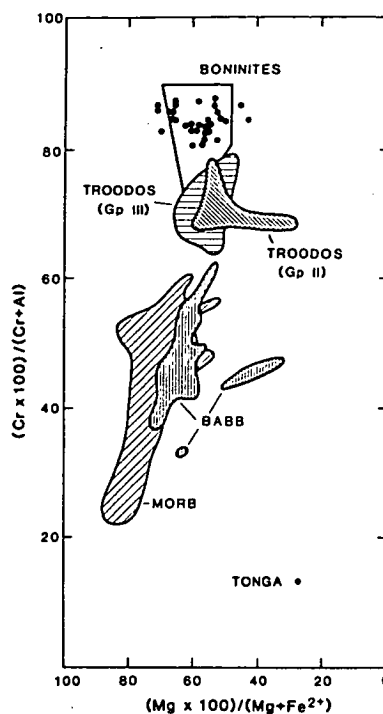 100
BONINITES
80
TROODOS
(Gp III)
TROODOS
(Gp II)
60
(Cr x 100)/(Cr+Al)
40
BABB
MORB
20
TONGA
100 80 60 40 20 0
(Mg x 100)/(Mg+Fe²⁺)